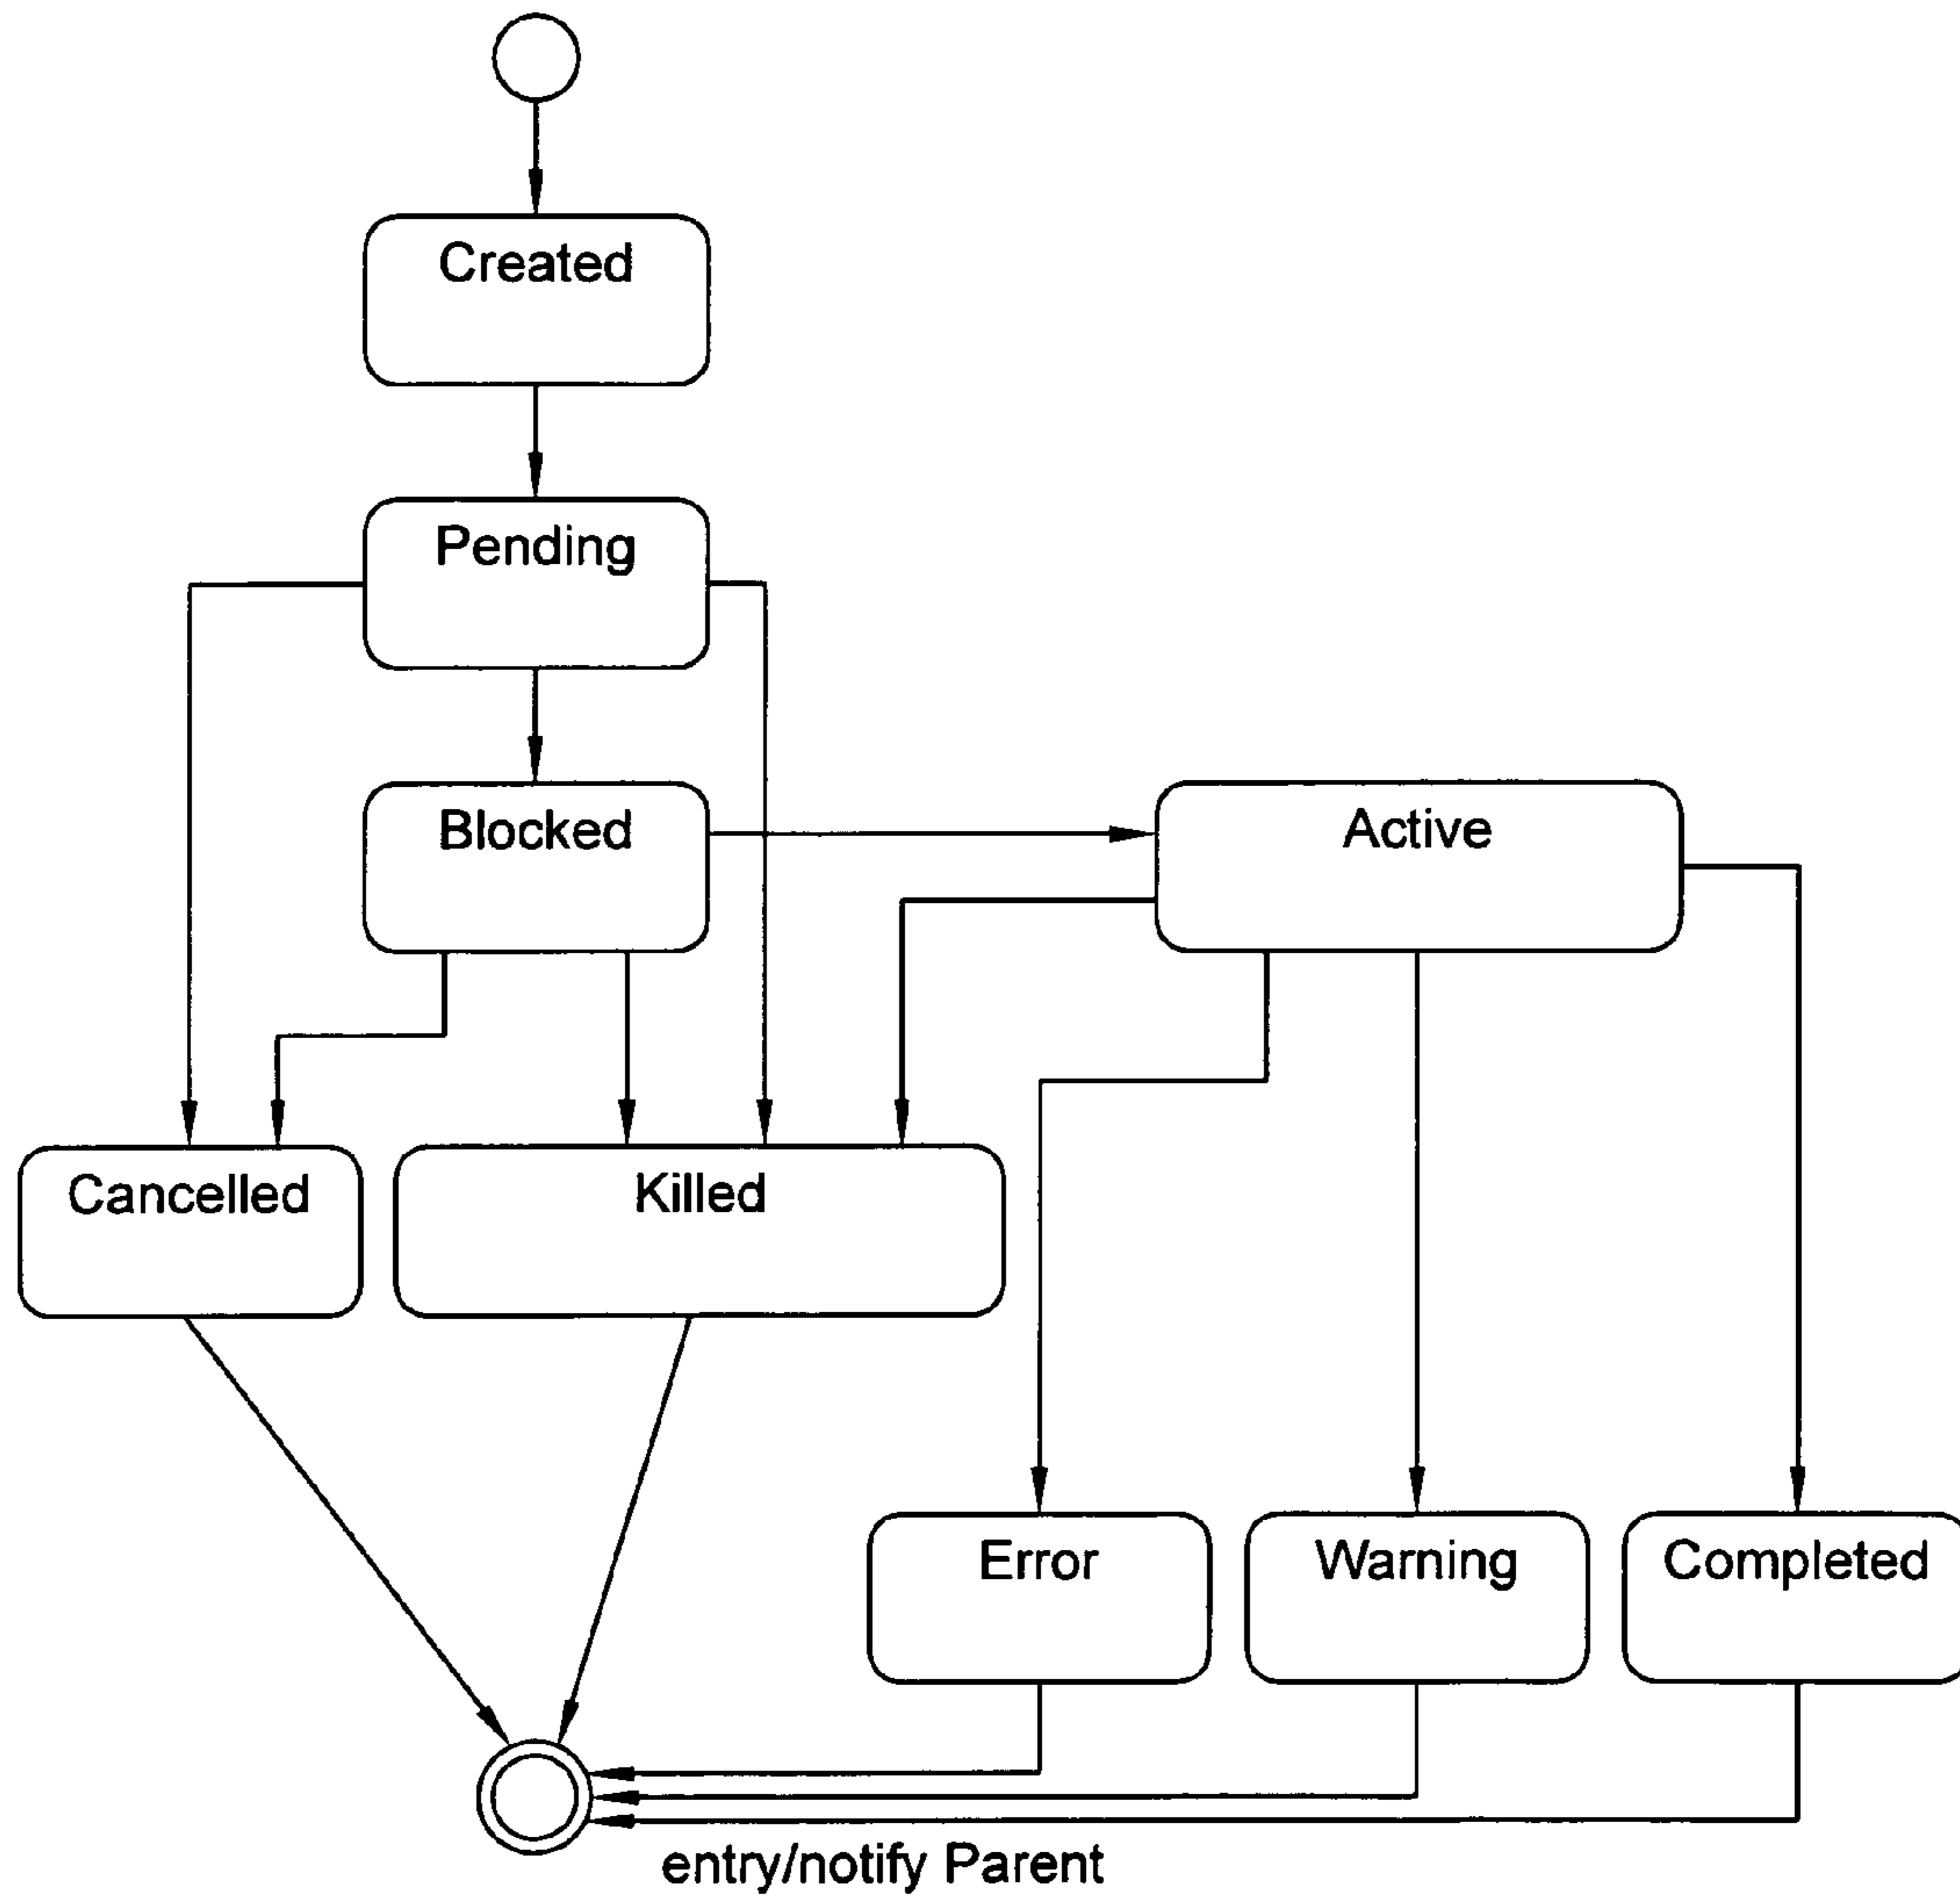 Created
Pending
Blocked
Active
Cancelled
Killed
Error
Warning
Completed
entry/notify Parent